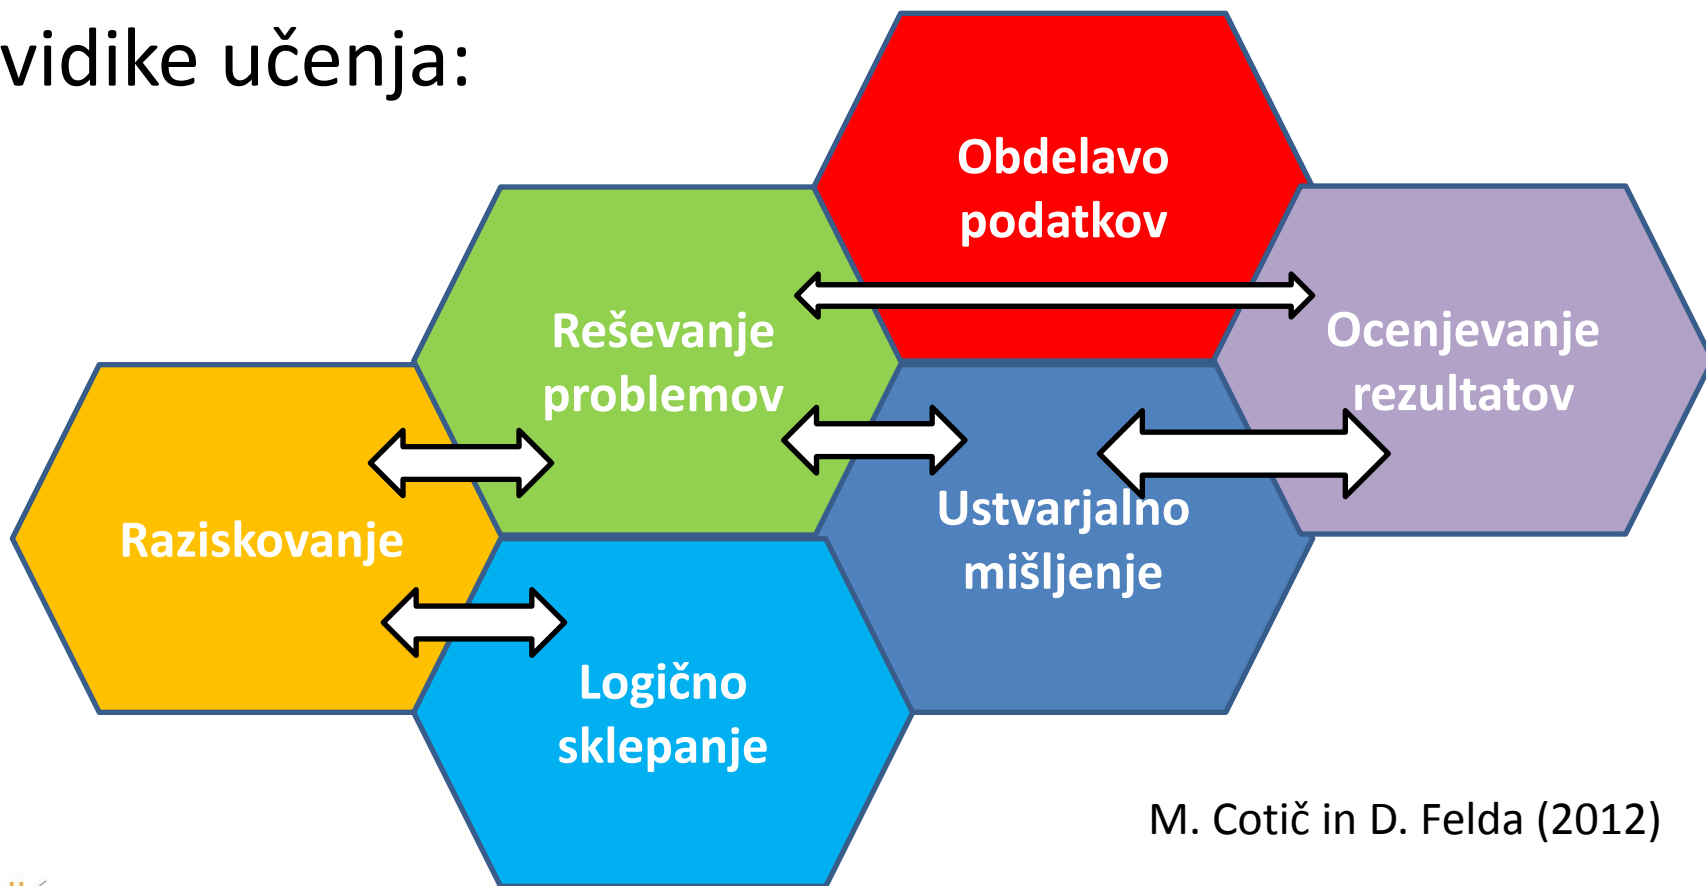 vidike učenja:
Obdelavo
podatkov
Reševanje
problemov
Ocenjevanje
rezultatov
Raziskovanje
Ustvarjalno
mišljenje
Logično
sklepanje
M. Cotič in D. Felda (2012)